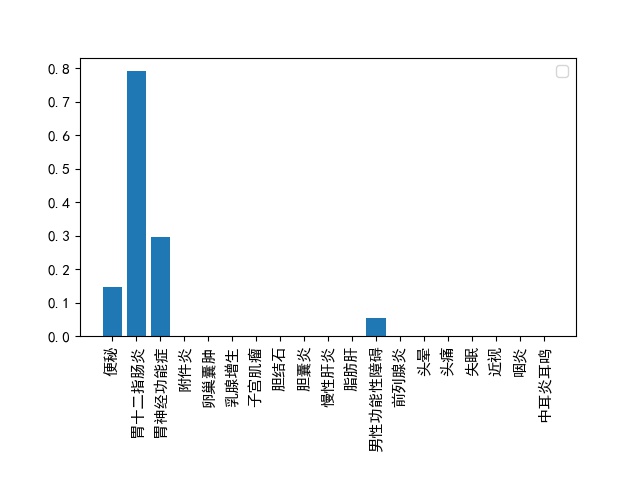 0.8
0.7
0.6
0.5
0.4
0.3
0.2
0.1
0.0
便秘
胃十二指肠炎
胃神经功能症
附件炎
卵巢囊肿
乳腺增生
子宫肌瘤
胆结石
胆囊炎
慢性肝炎
脂肪肝
男性功能性障碍
前列腺炎
头晕
头痛
失眠
近视
咽炎
中耳炎耳鸣